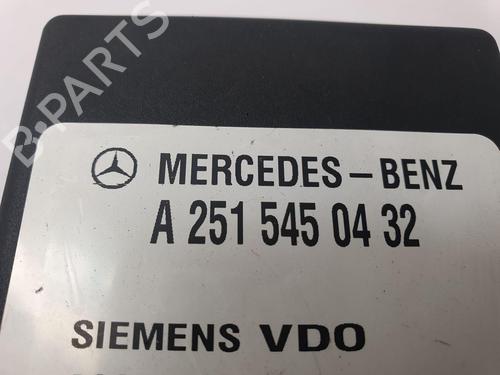 B-PARTS
MERCEDES – BENZ
A 251 545 04 32
SIEMENS VDO